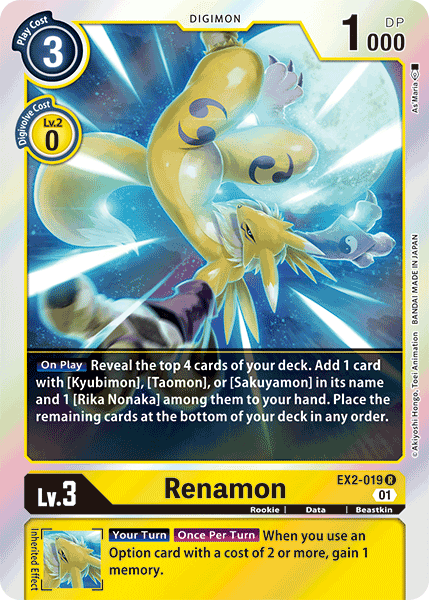 DIGIMON
Play Cost
3
DP
1000
Digivolve Cost
Lv.2
0
As'Maria
©Akiyoshi Hongo, Toei Animation BANDAI MADE IN JAPAN
On Play Reveal the top 4 cards of your deck. Add 1 card
with [Kyubimon], [Taomon], or [Sakuyamon] in its name
and 1 [Rika Nonaka] among them to your hand. Place the
remaining cards at the bottom of your deck in any order.
Lv.3
Renamon
EX2-019 R
01
Rookie | Data | Beastkin
Inherited Effect
Your Turn Once Per Turn When you use an
Option card with a cost of 2 or more, gain 1
memory.